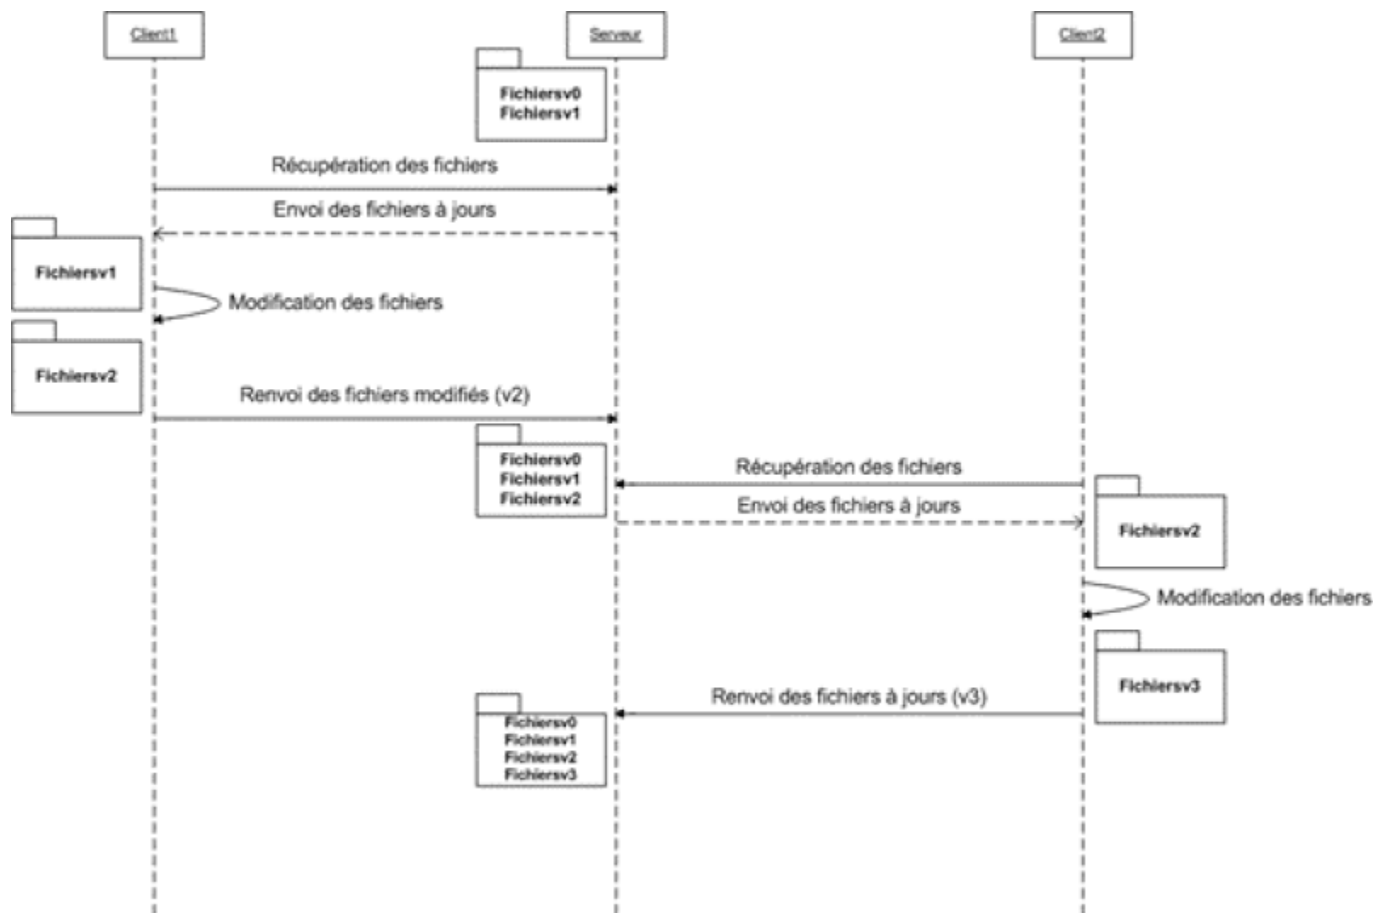 Client1
Serveur
Client2
Fichiersv0
Fichiersv1
Récupération des fichiers
Envoi des fichiers à jours
Fichiersv1
Modification des fichiers
Fichiersv2
Renvoi des fichiers modifiés (v2)
Fichiersv0
Fichiersv1
Fichiersv2
Récupération des fichiers
Envoi des fichiers à jours
Fichiersv2
Modification des fichiers
Fichiersv3
Renvoi des fichiers à jours (v3)
Fichiersv0
Fichiersv1
Fichiersv2
Fichiersv3